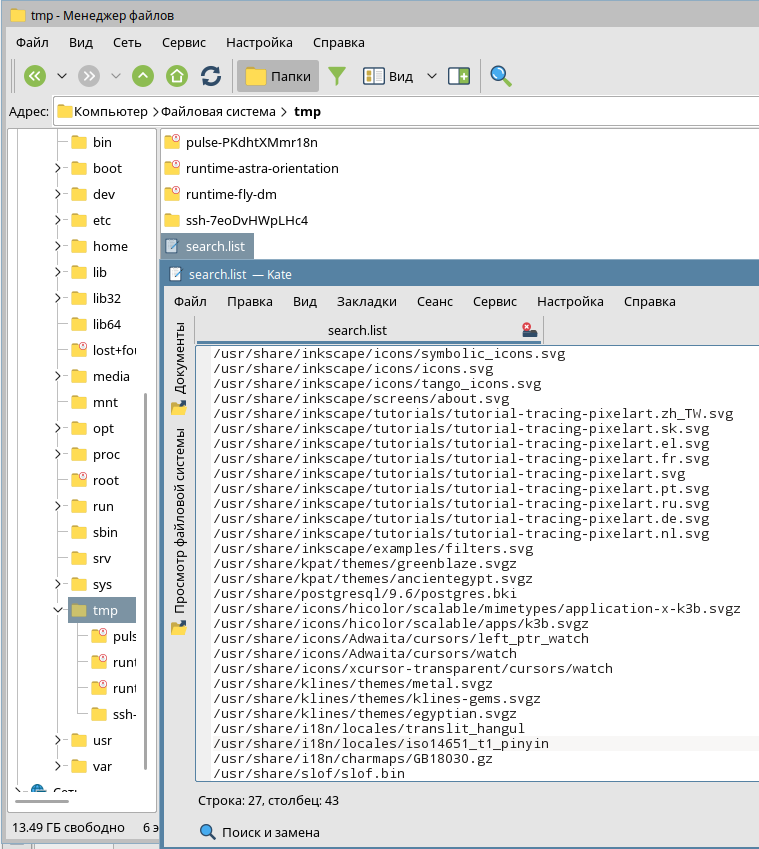 tmp - Менеджер файлов
Файл Вид Сеть Сервис Настройка Справка
Папки Вид
Адрес: Компьютер Файловая система tmp
bin
boot
dev
etc
home
lib
lib32
lib64
lost+fou
media
mnt
opt
proc
root
run
sbin
srv
sys
tmp
puls
runt
runt
ssh-
usr
var
Сеть
13.49 ГБ свободно 6 э
pulse-PKdhtXMmr18n
runtime-astra-orientation
runtime-fly-dm
ssh-7eoDvHWpLHc4
search.list
search.list — Kate
Файл Правка Вид Закладки Сеанс Сервис Настройка Справка
Документы
Просмотр файловой системы
search.list
/usr/share/inkscape/icons/symbolic_icons.svg
/usr/share/inkscape/icons/icons.svg
/usr/share/inkscape/icons/tango_icons.svg
/usr/share/inkscape/screens/about.svg
/usr/share/inkscape/tutorials/tutorial-tracing-pixelart.zh_TW.svg
/usr/share/inkscape/tutorials/tutorial-tracing-pixelart.sk.svg
/usr/share/inkscape/tutorials/tutorial-tracing-pixelart.el.svg
/usr/share/inkscape/tutorials/tutorial-tracing-pixelart.fr.svg
/usr/share/inkscape/tutorials/tutorial-tracing-pixelart.svg
/usr/share/inkscape/tutorials/tutorial-tracing-pixelart.pt.svg
/usr/share/inkscape/tutorials/tutorial-tracing-pixelart.ru.svg
/usr/share/inkscape/tutorials/tutorial-tracing-pixelart.de.svg
/usr/share/inkscape/tutorials/tutorial-tracing-pixelart.nl.svg
/usr/share/inkscape/examples/filters.svg
/usr/share/kpat/themes/greenblaze.svgz
/usr/share/kpat/themes/ancientegypt.svgz
/usr/share/postgresql/9.6/postgres.bki
/usr/share/icons/hicolor/scalable/mimetypes/application-x-k3b.svgz
/usr/share/icons/hicolor/scalable/apps/k3b.svgz
/usr/share/icons/Adwaita/cursors/left_ptr_watch
/usr/share/icons/Adwaita/cursors/watch
/usr/share/icons/xcursor-transparent/cursors/watch
/usr/share/klines/themes/metal.svgz
/usr/share/klines/themes/klines-gems.svgz
/usr/share/klines/themes/egyptian.svgz
/usr/share/i18n/locales/translit_hangul
/usr/share/i18n/locales/iso14651_t1_pinyin
/usr/share/i18n/charmaps/GB18030.gz
/usr/share/slof/slof.bin
Строка: 27, столбец: 43
Поиск и замена